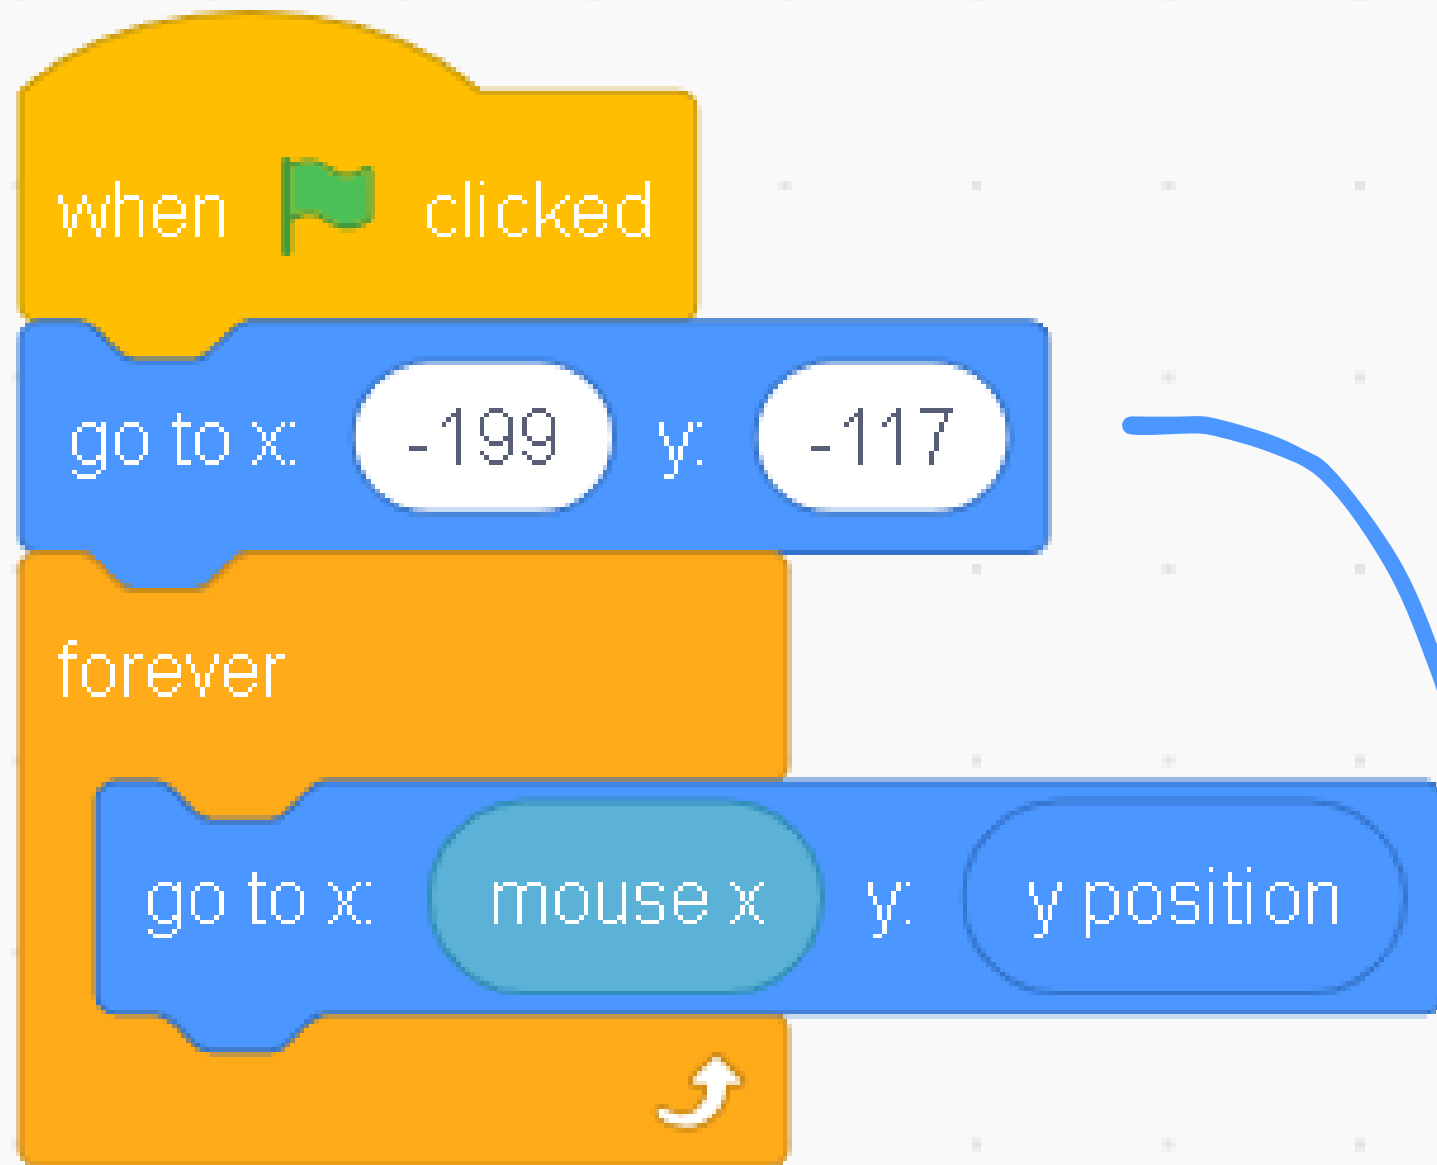 when clicked
go to x: -199 y: -117
forever
go to x: mouse x y: y position